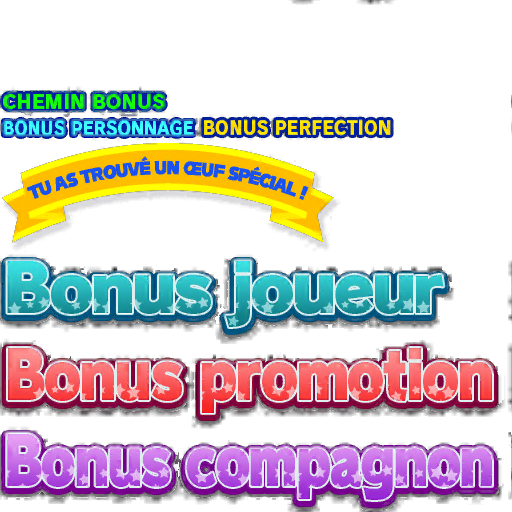 CHEMIN BONUS
BONUS PERSONNAGE BONUS PERFECTION
TU AS TROUVÉ UN ŒUF SPÉCIAL !
Bonus joueur
Bonus promotion
Bonus compagnon